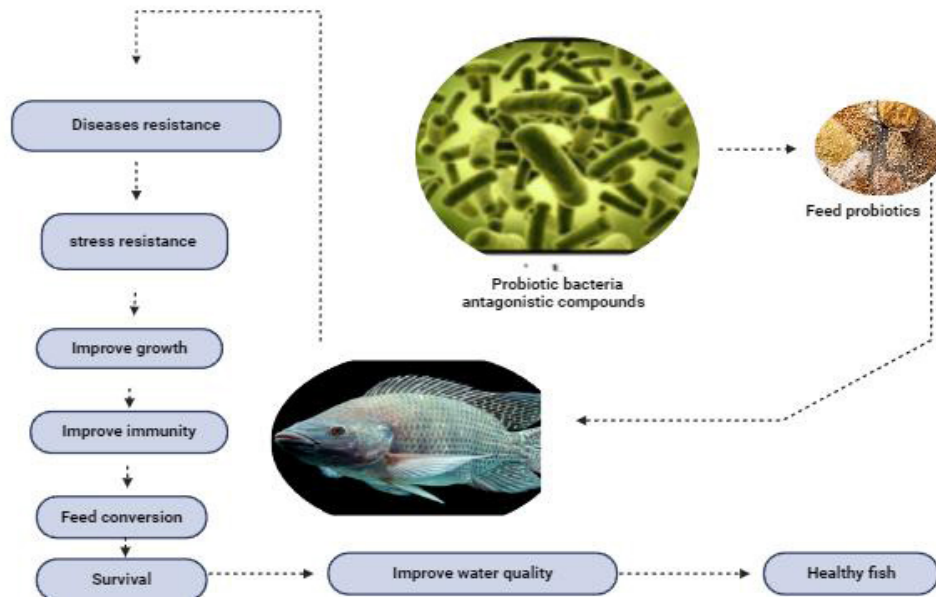 Diseases resistance
stress resistance
Improve growth
Improve immunity
Feed conversion
Survival
Probiotic bacteria
antagonistic compounds
Feed probiotics
Improve water quality
Healthy fish